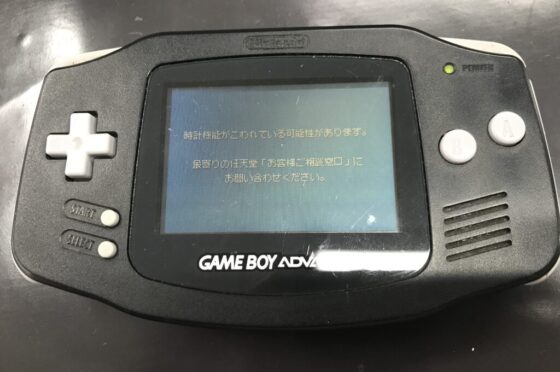 Nintendo
POWER
時計機能がこわれている可能性があります。
最寄りの任天堂「お客様ご相談窓口」に
お問い合わせください。
A
B
START
SELECT
GAME BOY ADVA